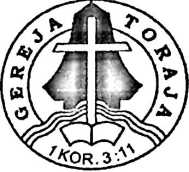 GEREJA TORAJA
1 KOR. 3:11